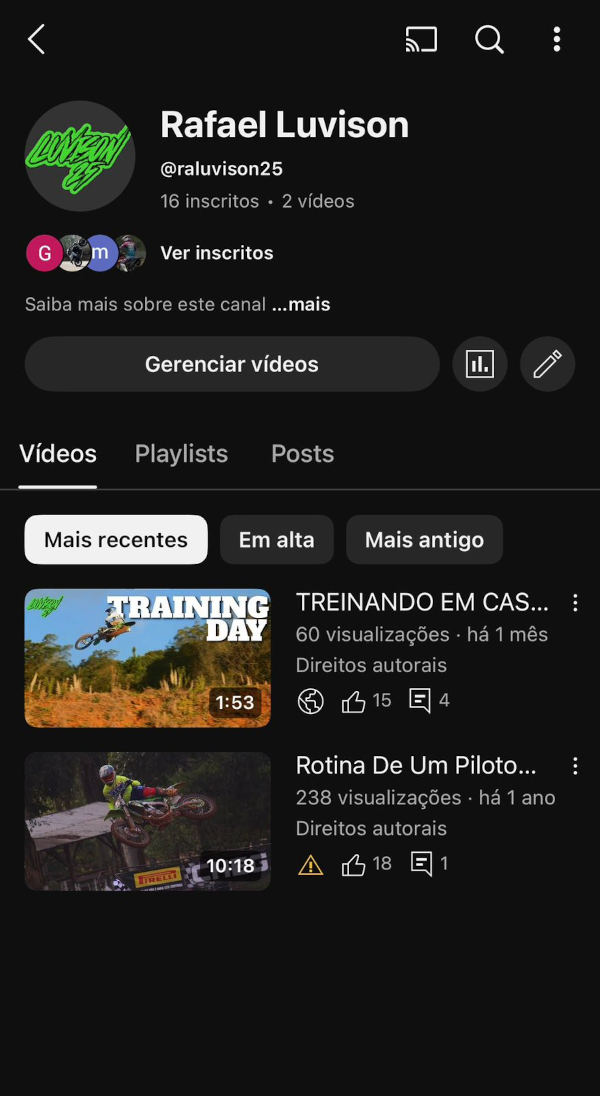 LUVISON
25
Rafael Luvison
@raluvison25
16 inscritos • 2 vídeos
G
m
Ver inscritos
Saiba mais sobre este canal ...mais
Gerenciar vídeos
Vídeos
Playlists
Posts
Mais recentes
Em alta
Mais antigo
LUVISON
25
TRAINING
DAY
1:53
TREINANDO EM CAS...
60 visualizações · há 1 mês
Direitos autorais
15
4
PIRELLI
10:18
Rotina De Um Piloto...
238 visualizações · há 1 ano
Direitos autorais
18
1